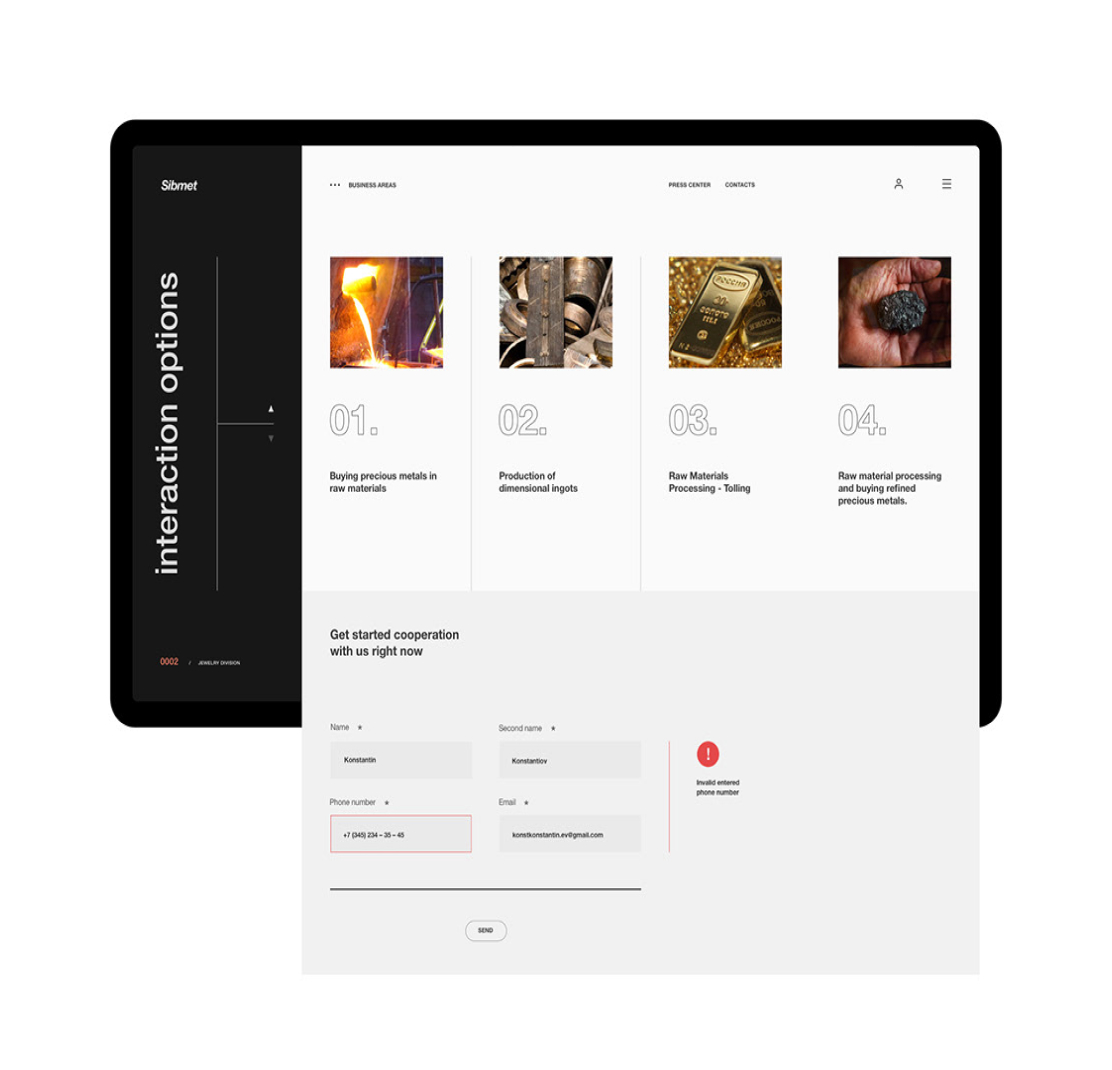 Sibmet
BUSINESS AREAS
PRESS CENTER
CONTACTS
interaction options
01.
02.
03.
04.
Buying precious metals in
raw materials
Production of
dimensional ingots
Raw Materials
Processing - Tolling
Raw material processing
and buying refined
precious metals.
0002 / JEWELRY DIVISION
Get started cooperation
with us right now
Name *
Second name *
Konstantin
Konstantiov
Invalid entered
phone number
Phone number *
Email *
+7 (345) 234 – 35 – 45
konstkonstantin.ev@gmail.com
SEND